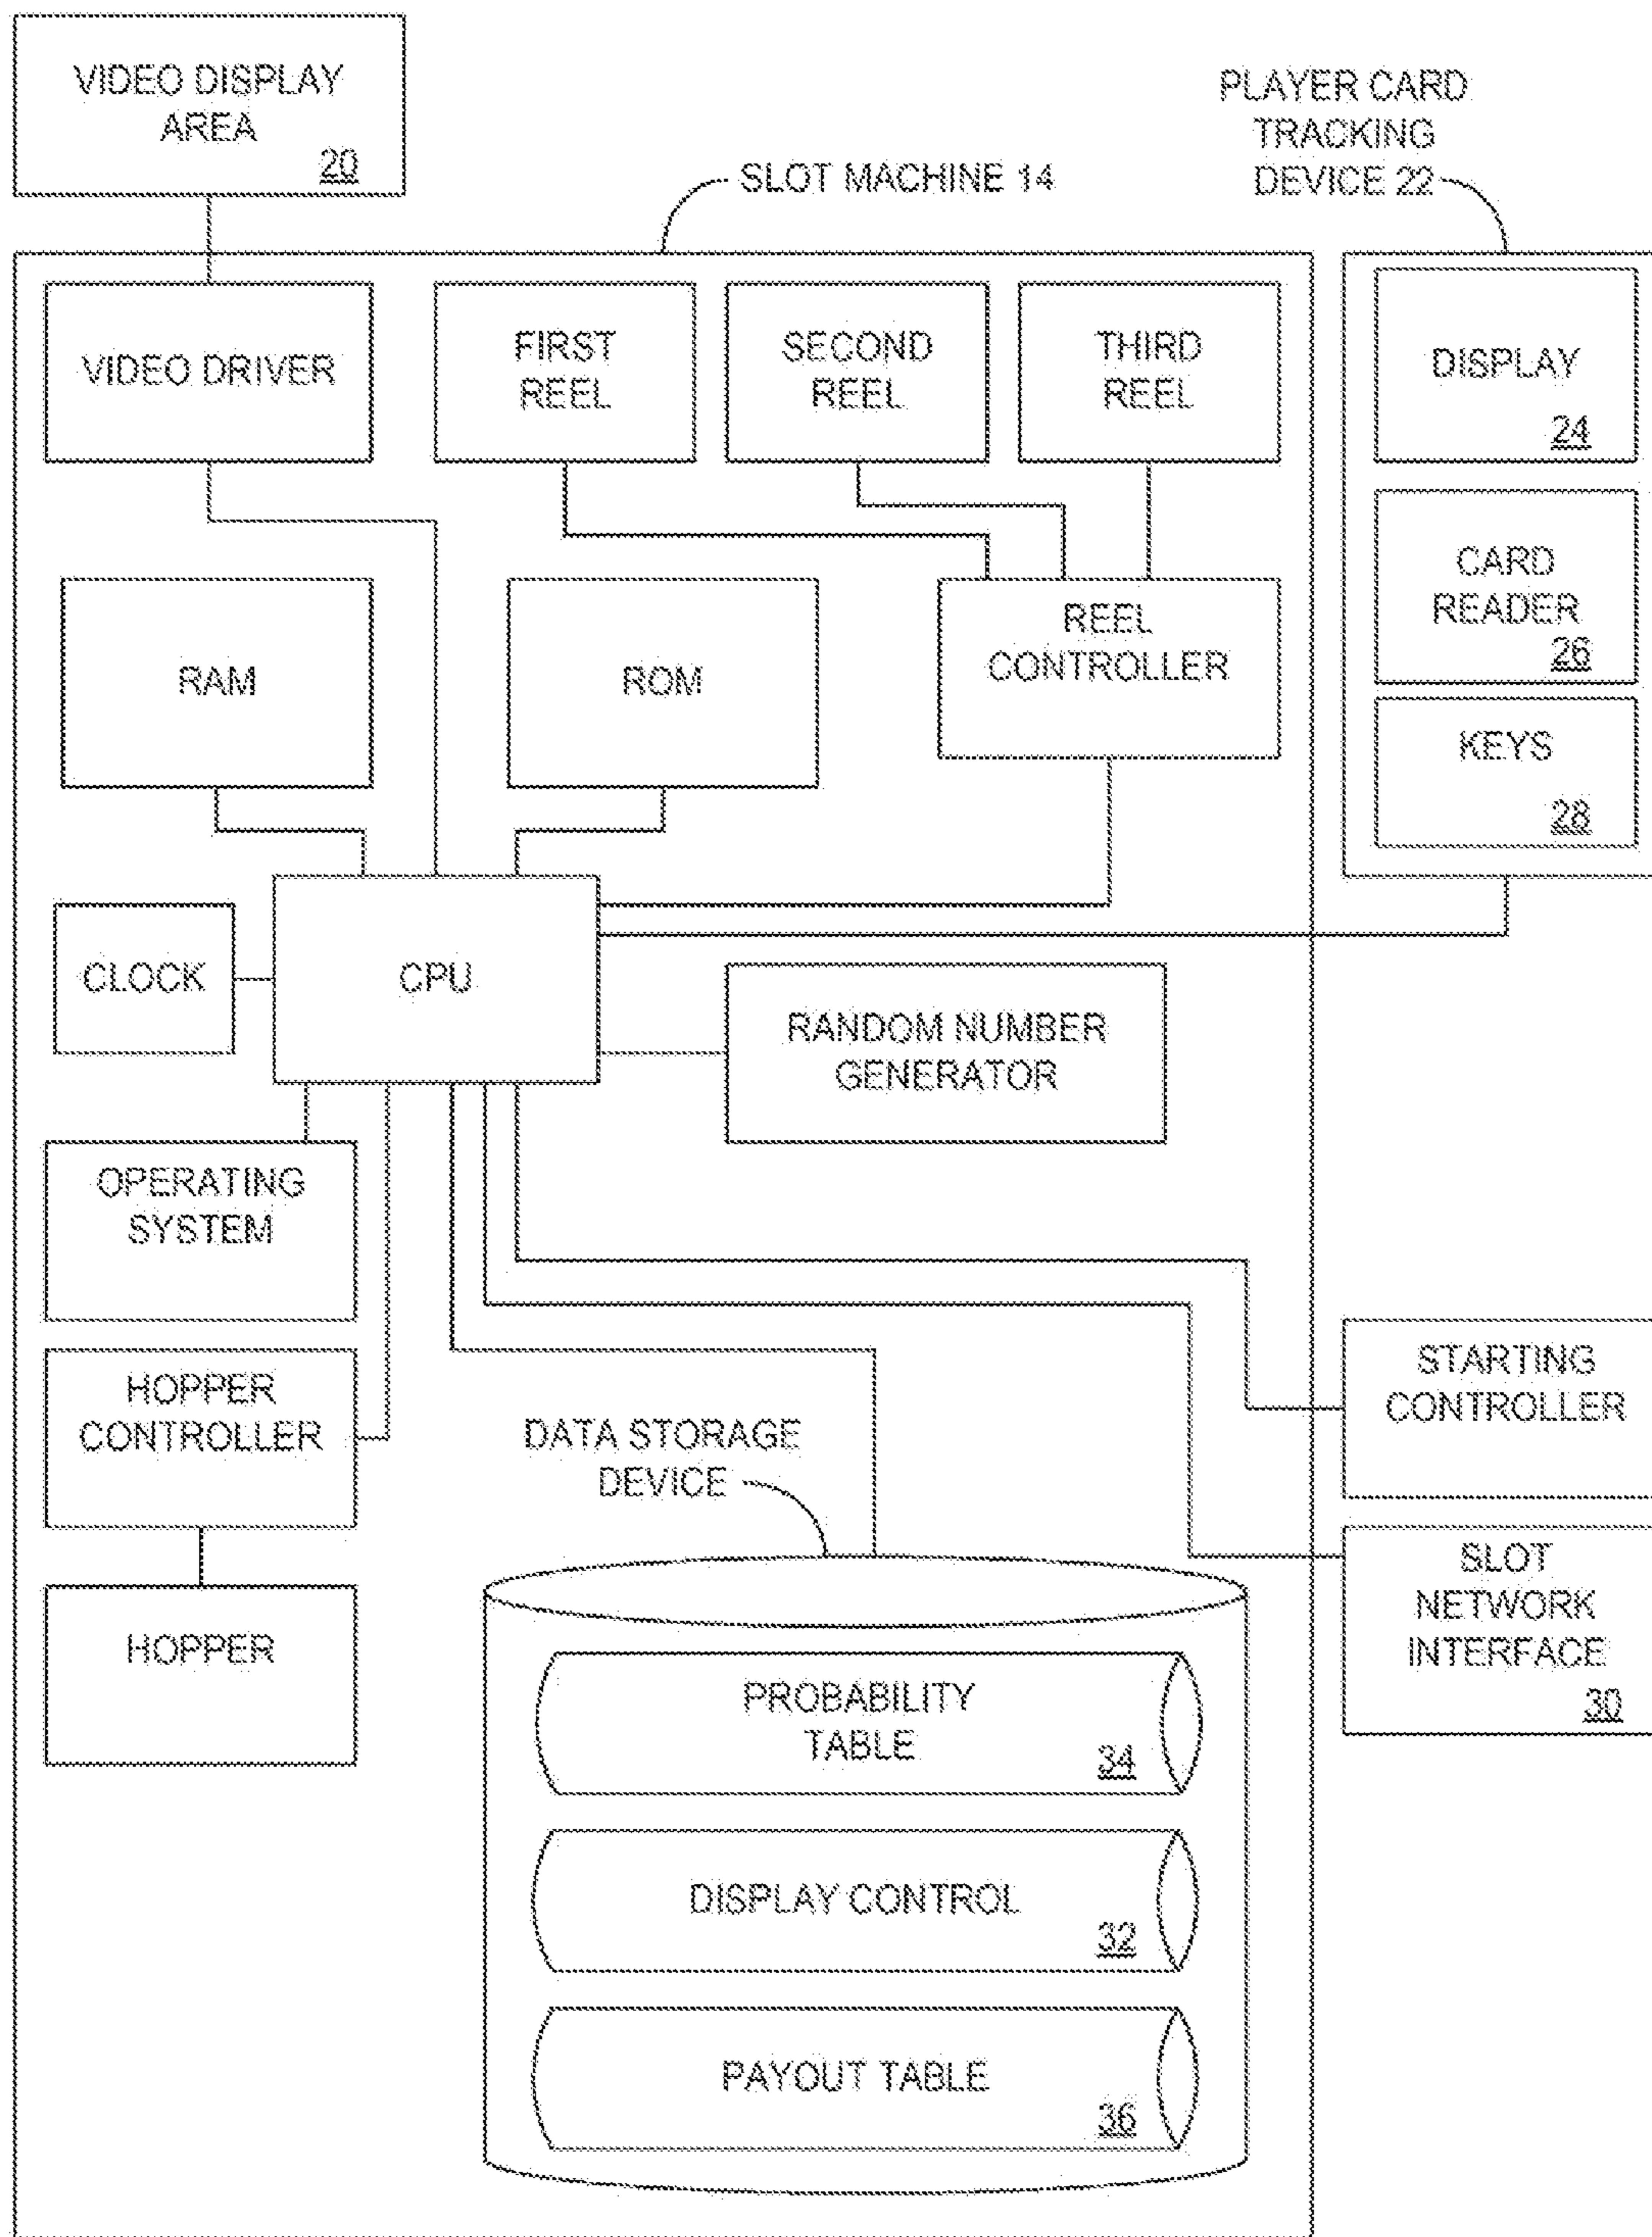 VIDEO DISPLAY
AREA
20
SLOT MACHINE 14
PLAYER CARD
TRACKING
DEVICE 22
VIDEO DRIVER
FIRST
REEL
SECOND
REEL
THIRD
REEL
DISPLAY
24
CARD
READER
26
KEYS
28
RAM
ROM
REEL
CONTROLLER
CLOCK
CPU
RANDOM NUMBER
GENERATOR
OPERATING
SYSTEM
HOPPER
CONTROLLER
HOPPER
STARTING
CONTROLLER
SLOT
NETWORK
INTERFACE
30
DATA STORAGE
DEVICE
PROBABILITY
TABLE
34
DISPLAY CONTROL
32
PAYOUT TABLE
36